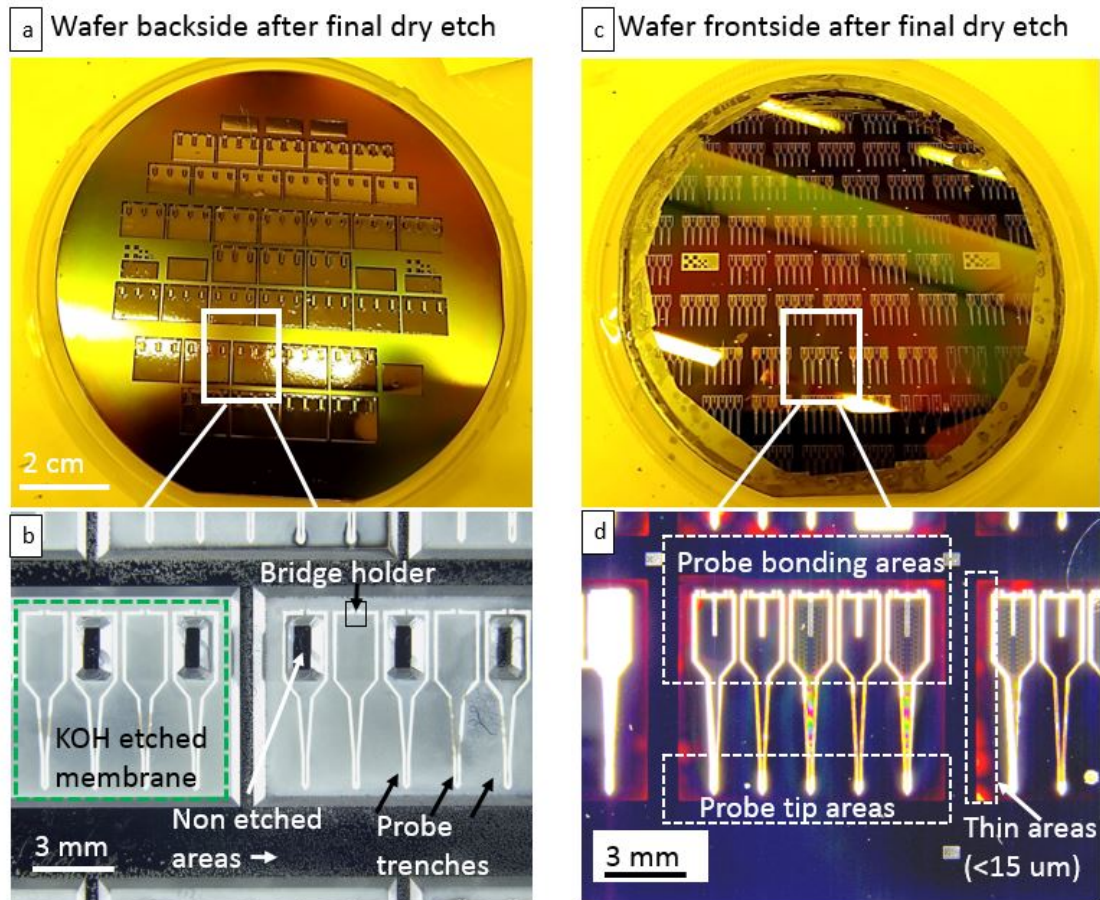 a Wafer backside after final dry etch
c Wafer frontside after final dry etch
2 cm
b
Bridge holder
KOH etched
membrane
Non etched
areas →
Probe
trenches
3 mm
d
Probe bonding areas
Probe tip areas
Thin areas
(<15 um)
3 mm